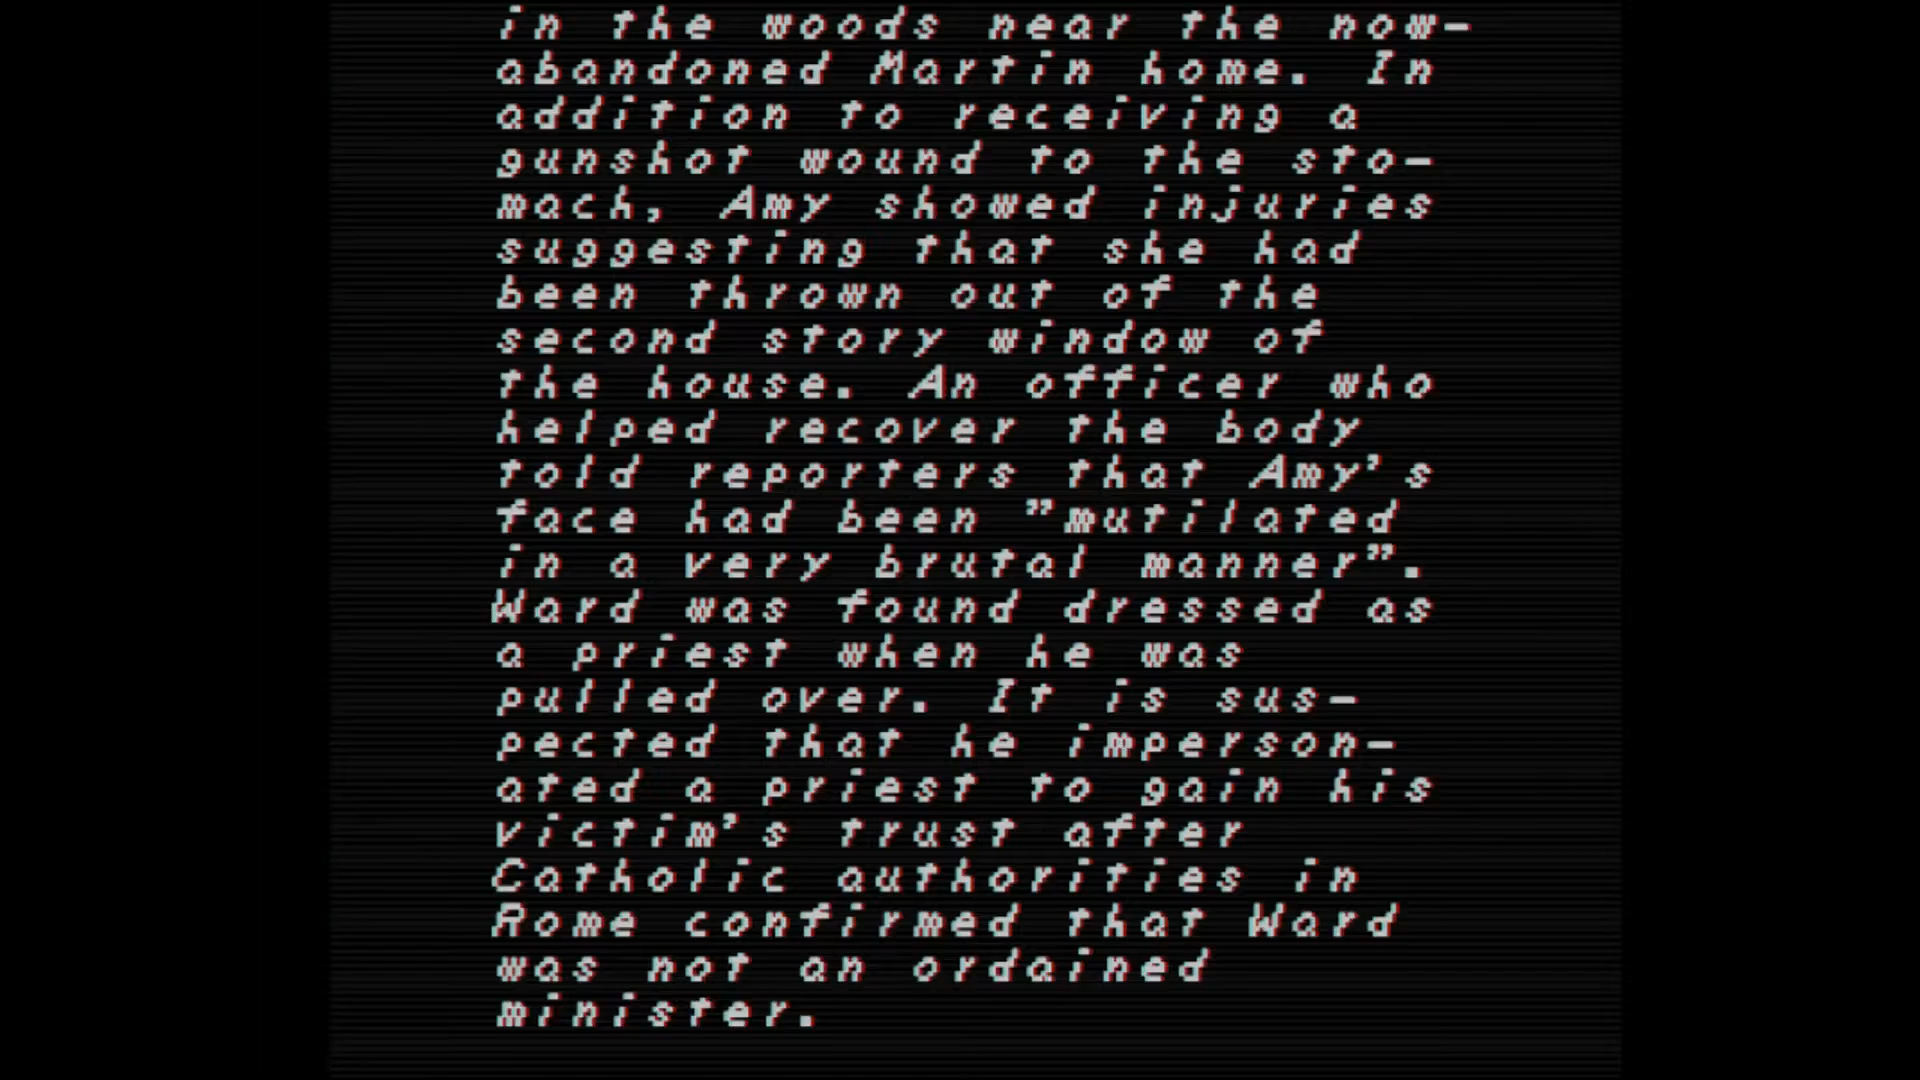 in the woods near the now-
abandoned Martin home. In
addition to receiving a
gunshot wound to the sto-
mach, Amy showed injuries
suggesting that she had
been thrown out of the
second story window of
the house. An officer who
helped recover the body
told reporters that Amy's
face had been "mutilated
in a very brutal manner".
Ward was found dressed as
a priest when he was
pulled over. It is sus-
pected that he imperson-
ated a priest to gain his
victim's trust after
Catholic authorities in
Rome confirmed that Ward
was not an ordained
minister.